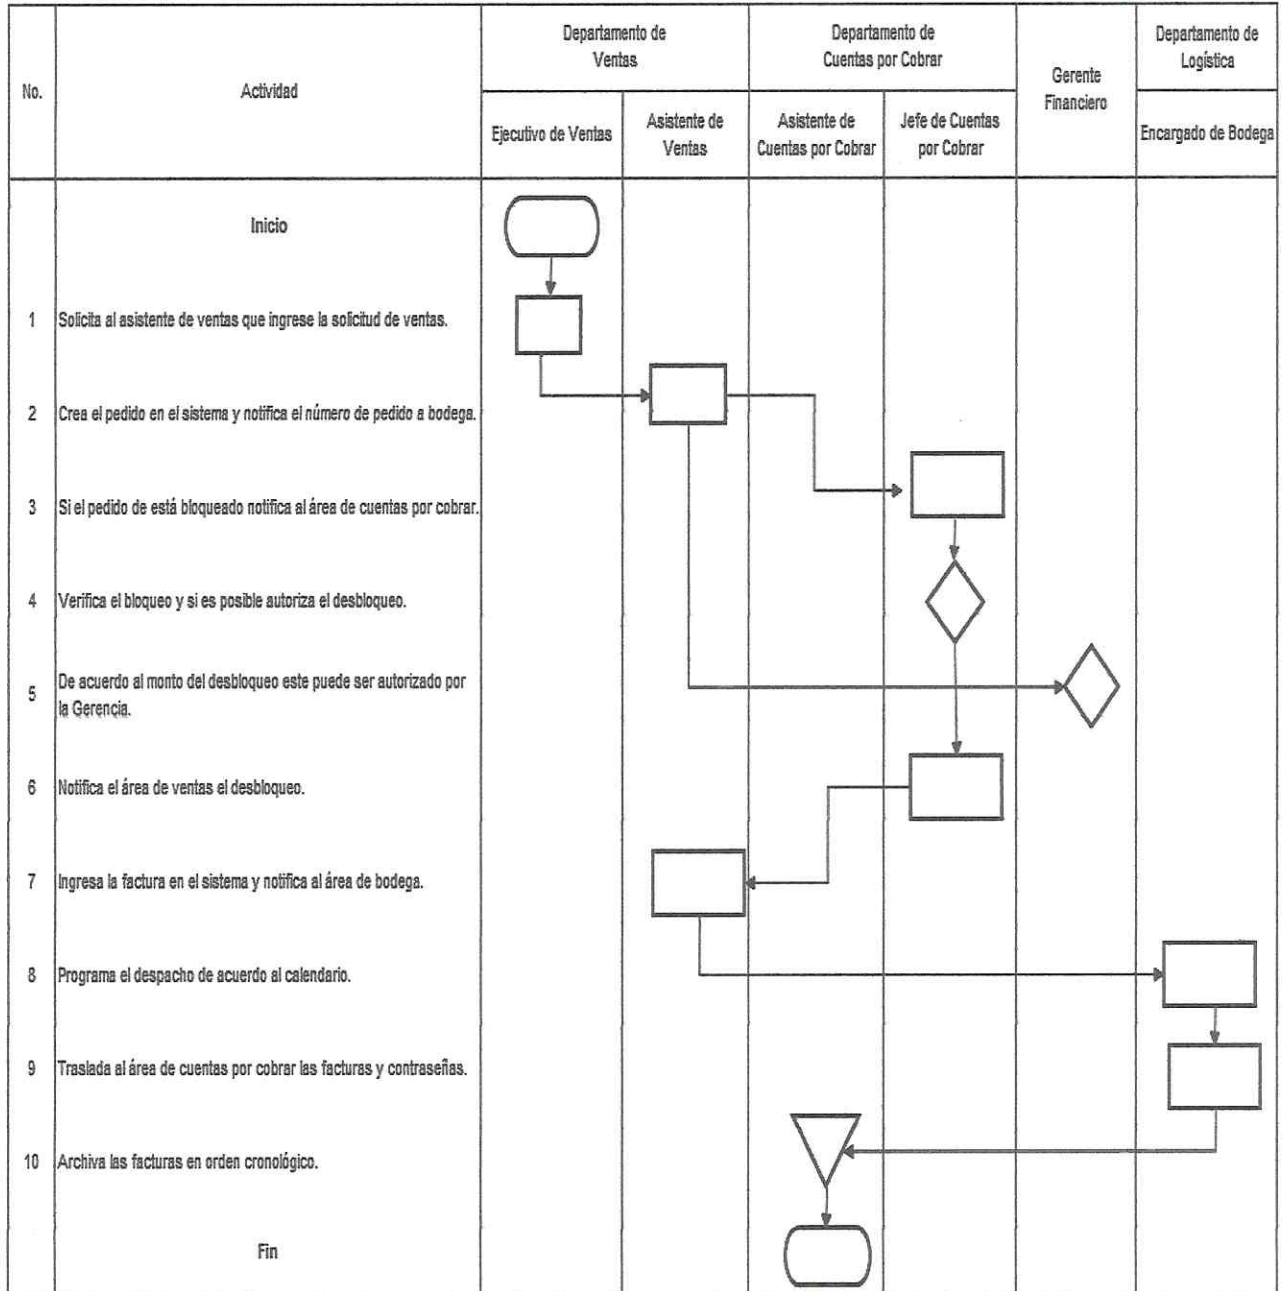 Departamento de
Ventas
Departamento de
Cuentas por Cobrar
Departamento de
Logística
No.
Actividad
Gerente
Financiero
Ejecutivo de Ventas
Asistente de
Ventas
Asistente de
Cuentas por Cobrar
Jefe de Cuentas
por Cobrar
Encargado de Bodega
Inicio
1 Solicita al asistente de ventas que ingrese la solicitud de ventas.
2 Crea el pedido en el sistema y notifica el número de pedido a bodega.
3 Si el pedido de está bloqueado notifica al área de cuentas por cobrar.
4 Verifica el bloqueo y si es posible autoriza el desbloqueo.
5 De acuerdo al monto del desbloqueo este puede ser autorizado por
la Gerencia.
6 Notifica el área de ventas el desbloqueo.
7 Ingresa la factura en el sistema y notifica al área de bodega.
8 Programa el despacho de acuerdo al calendario.
9 Traslada al área de cuentas por cobrar las facturas y contraseñas.
10 Archiva las facturas en orden cronológico.
Fin